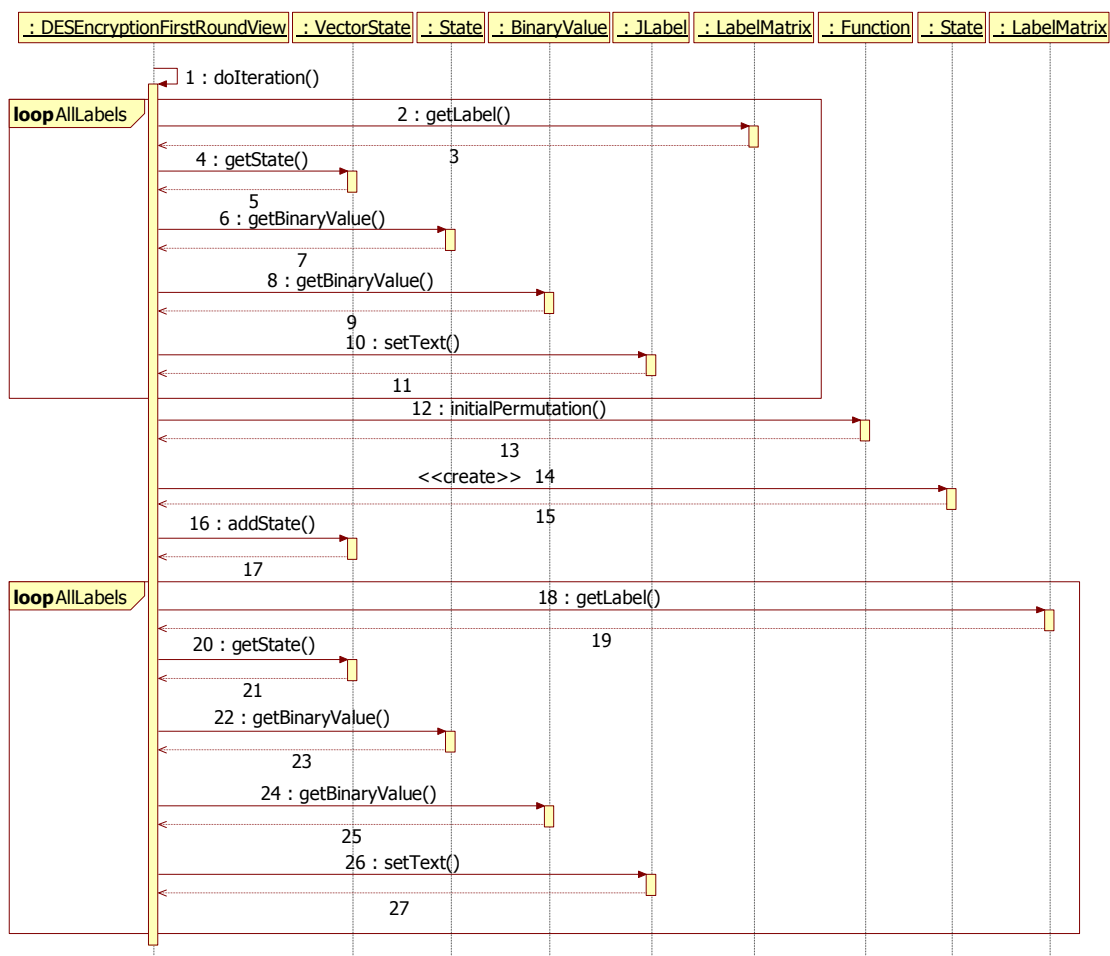 : DESEncryptionFirstRoundView : VectorState : State : BinaryValue : JLabel : LabelMatrix : Function : State : LabelMatrix
1 : doIteration()
loop AllLabels
2 : getLabel()
3
4 : getState()
5
6 : getBinaryValue()
7
8 : getBinaryValue()
9
10 : setText()
11
12 : initialPermutation()
13
<<create>> 14
15
16 : addState()
17
loop AllLabels
18 : getLabel()
19
20 : getState()
21
22 : getBinaryValue()
23
24 : getBinaryValue()
25
26 : setText()
27